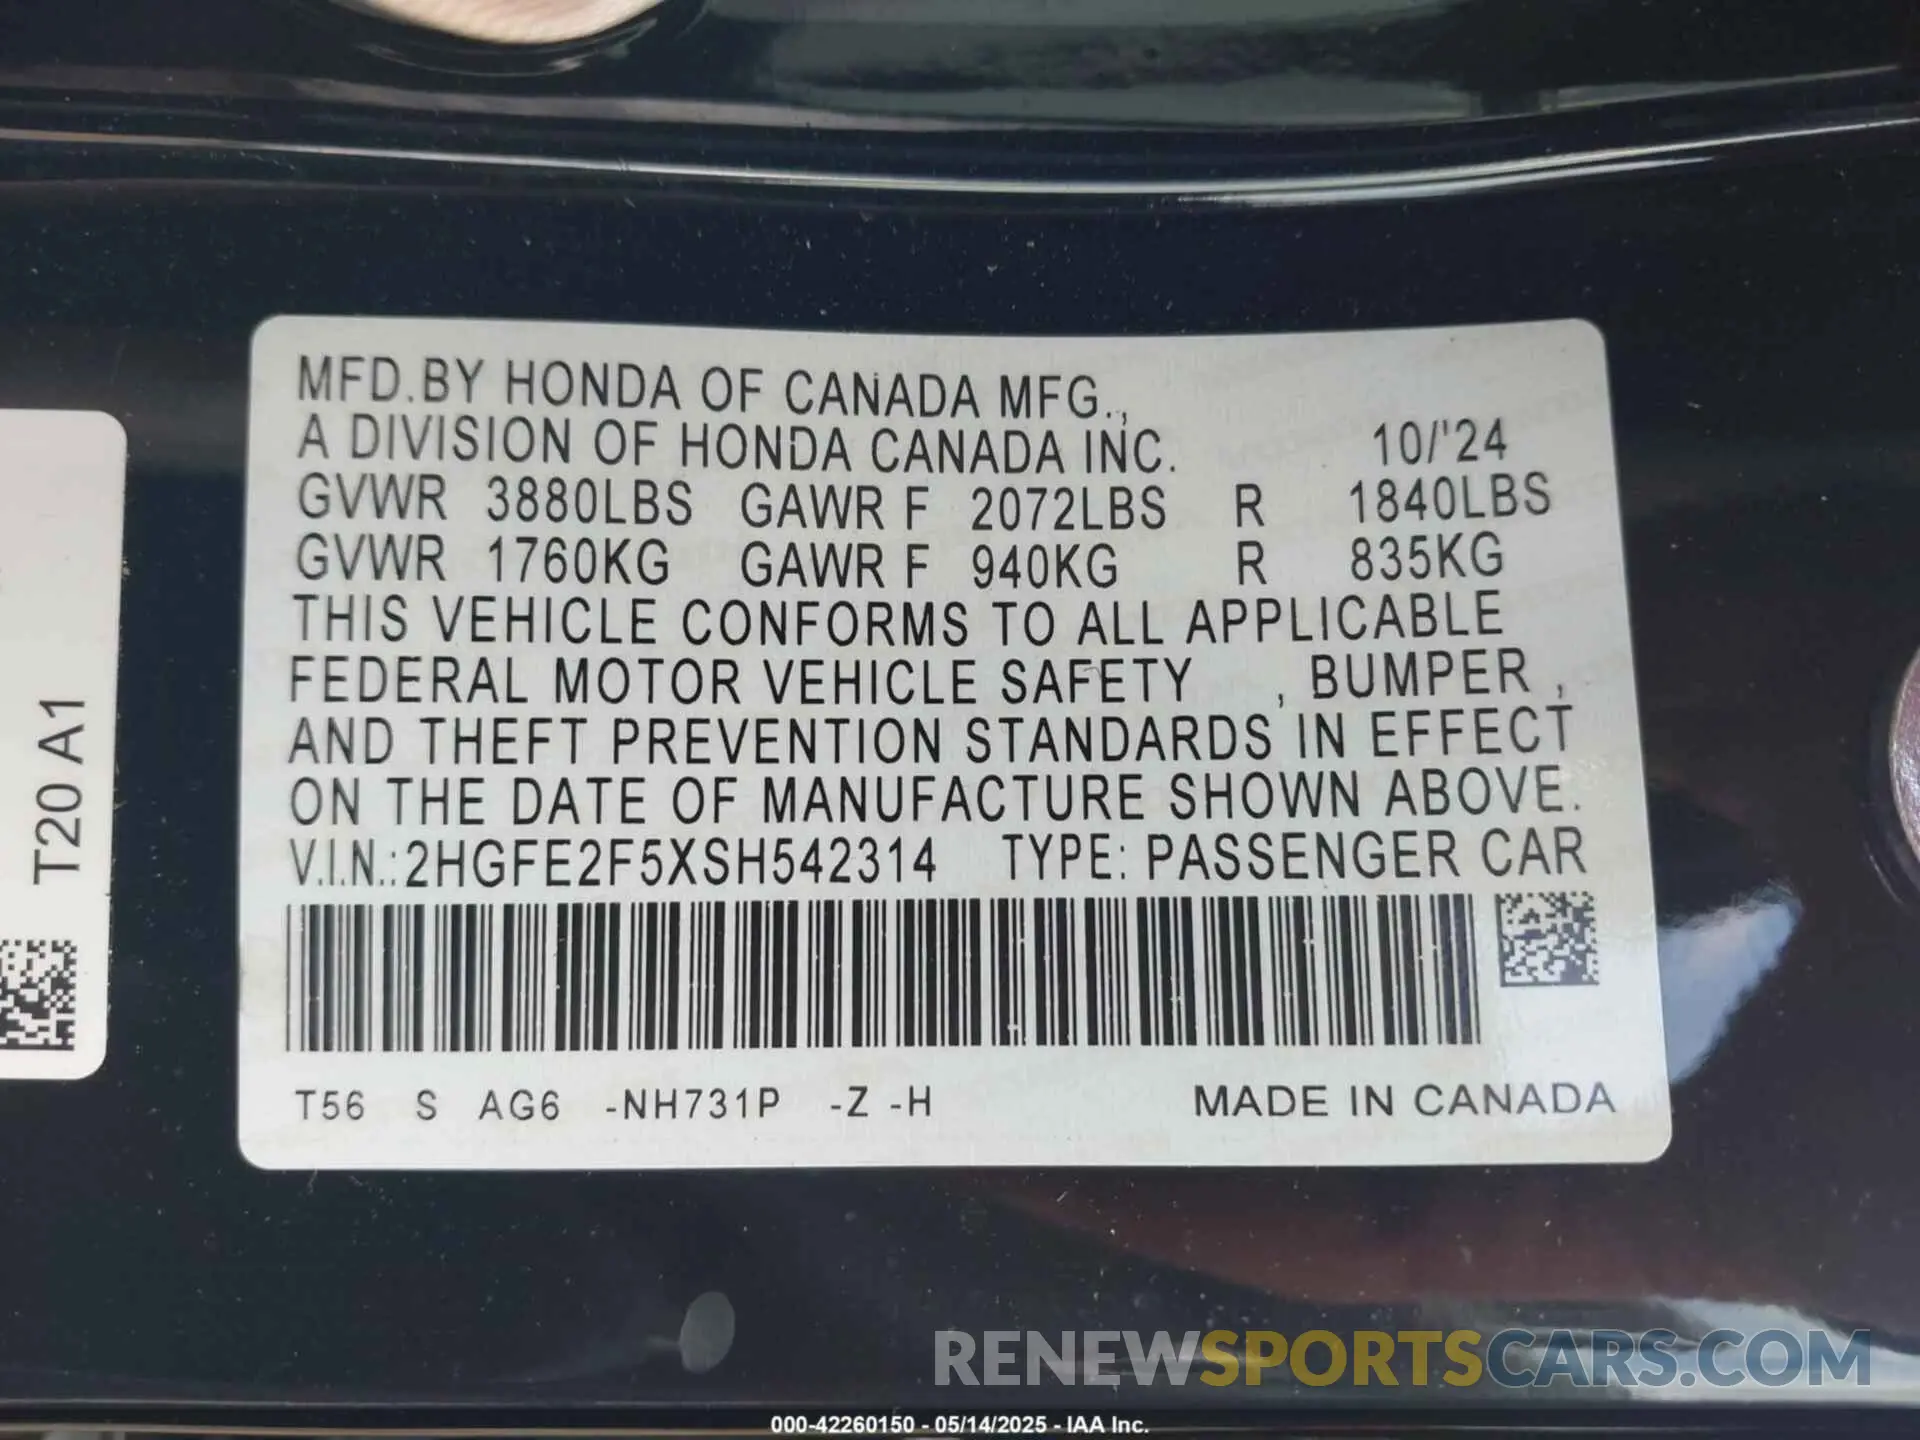 MFD.BY HONDA OF CANADA MFG.,
A DIVISION OF HONDA CANADA INC. 10/'24
GVWR 3880LBS GAWR F 2072LBS R 1840LBS
GVWR 1760KG GAWR F 940KG R 835KG
THIS VEHICLE CONFORMS TO ALL APPLICABLE
FEDERAL MOTOR VEHICLE SAFETY , BUMPER ,
AND THEFT PREVENTION STANDARDS IN EFFECT
ON THE DATE OF MANUFACTURE SHOWN ABOVE.
V.I.N.:2HGFE2F5XSH542314 TYPE: PASSENGER CAR
T56 S AG6 -NH731P -Z -H MADE IN CANADA
T20 A1
RENEWSPORTSCARS.COM
000-42260150 - 05/14/2025 - IAA Inc.